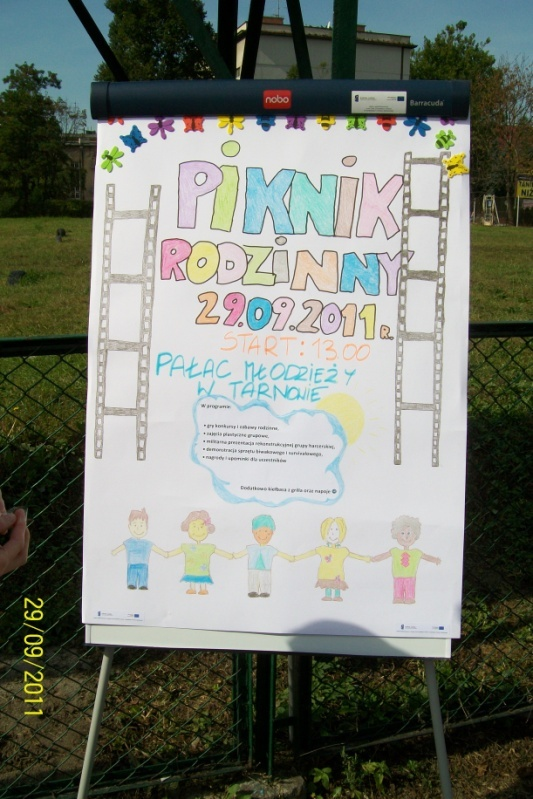 nobo
Barracuda
PIKNIK
RODZINNY
29.09.2011 R.
START: 13.00
PAŁAC MŁODZIEŻY
W TARNOWIE
W programie:
• gry konkursy i zabawy rodzinne,
• zajęcia plastyczne grupowe,
• militarna prezentacja rekonstrukcyjnej grupy harcerskiej,
• demonstracja sprzętu biwakowego i survivalowego,
• nagrody i upominki dla uczestników
Dodatkowo kiełbasa z grilla oraz napoje ☺
29/09/2011